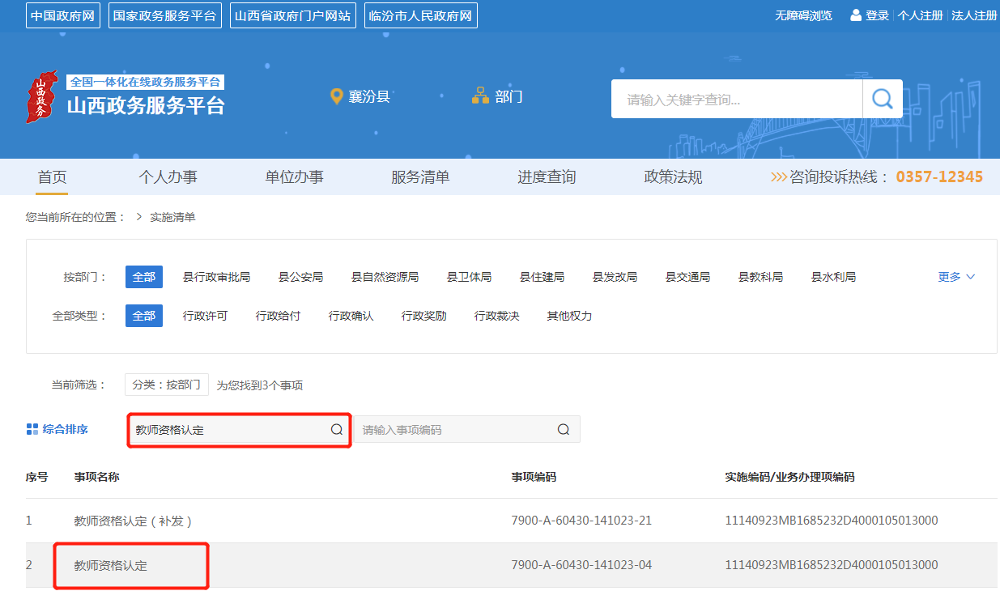 中国政府网 国家政务服务平台 山西省政府门户网站 临汾市人民政府网 无障碍浏览 登录 个人注册 法人注册
山西政务
全国一体化在线政务服务平台
山西政务服务平台
襄汾县 部门 请输入关键字查询...
首页 个人办事 单位办事 服务清单 进度查询 政策法规 >>>咨询投诉热线： 0357-12345
您当前所在的位置： > 实施清单
按部门： 全部 县行政审批局 县公安局 县自然资源局 县卫体局 县住建局 县发改局 县交通局 县教科局 县水利局 更多
全部类型： 全部 行政许可 行政给付 行政确认 行政奖励 行政裁决 其他权力
当前筛选： 分类：按部门 为您找到3个事项
综合排序 教师资格认定 请输入事项编码
序号 事项名称 事项编码 实施编码/业务办理项编码
1 教师资格认定（补发） 7900-A-60430-141023-21 11140923MB1685232D4000105013000
2 教师资格认定 7900-A-60430-141023-04 11140923MB1685232D4000105013000